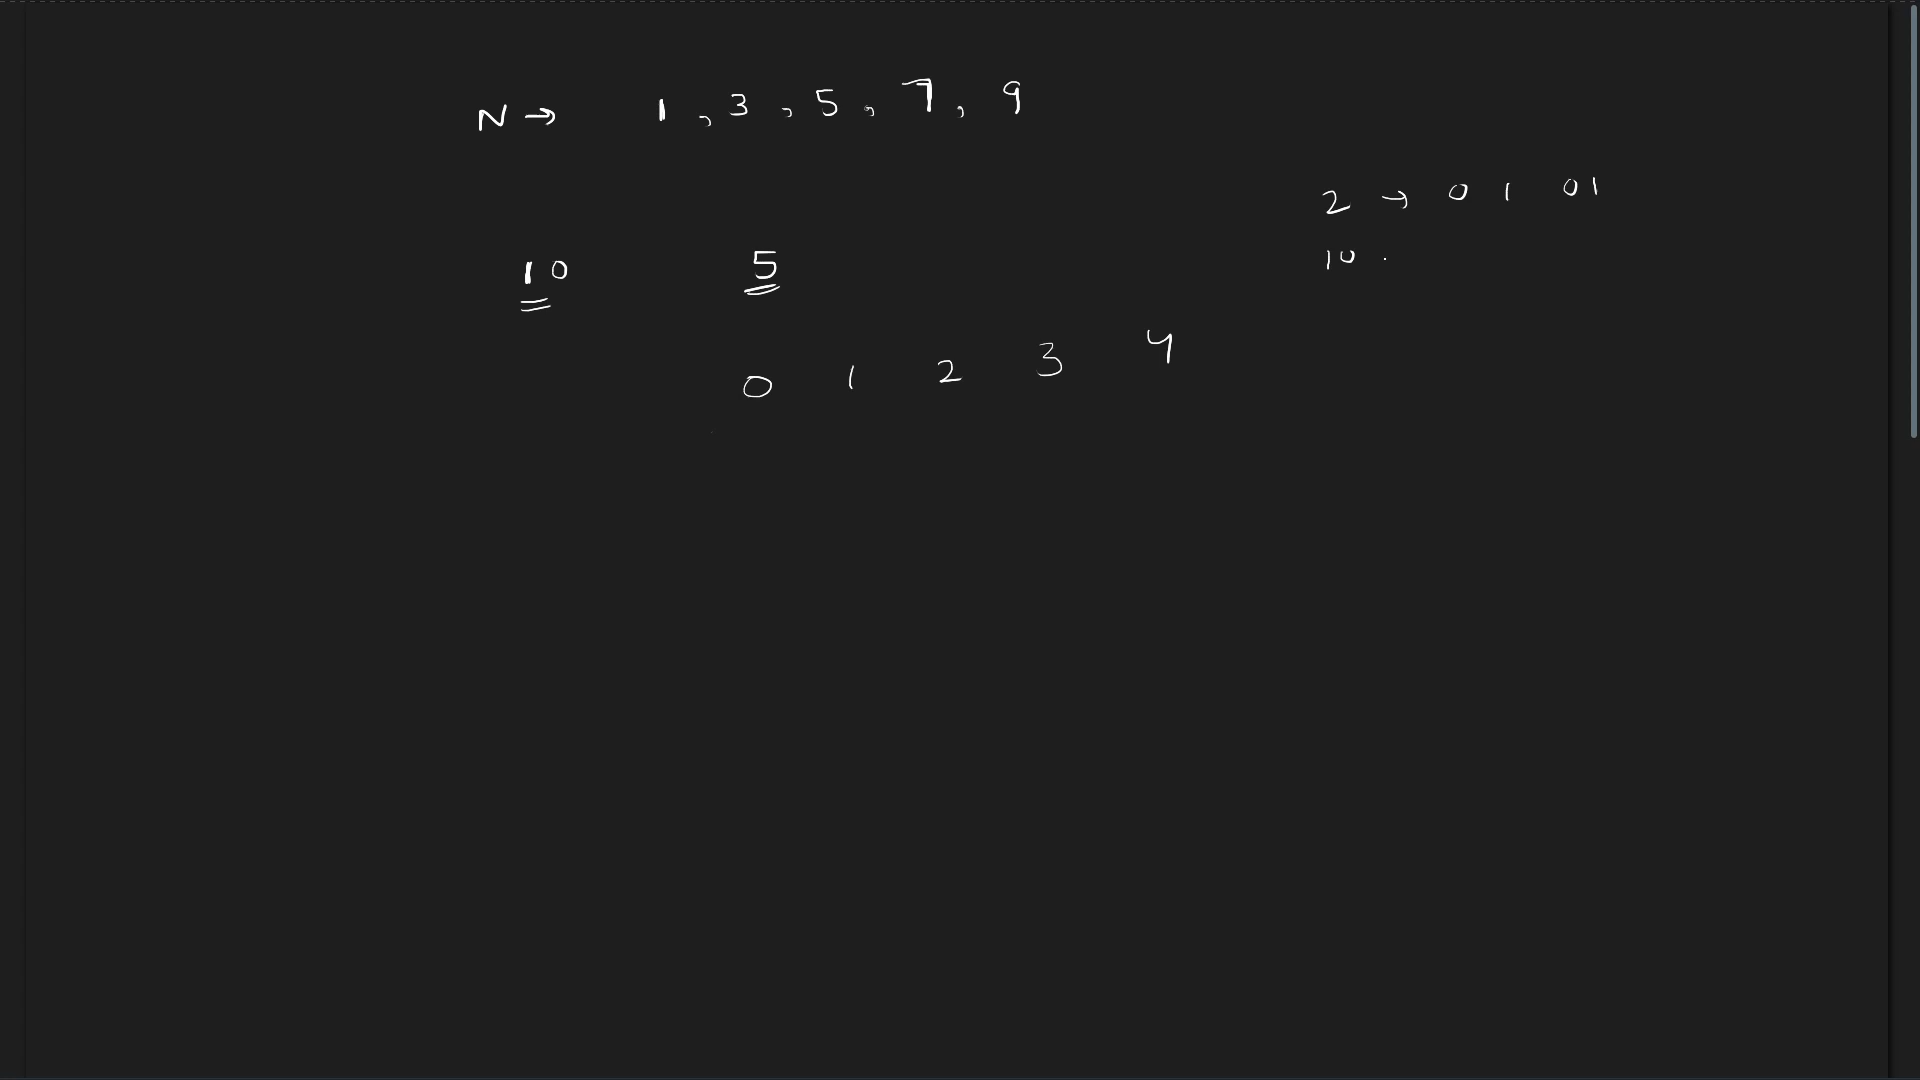 N → 1 , 3 , 5 , 7 , 9
2 → 0 1 01
10 .
10 5
0 1 2 3 4